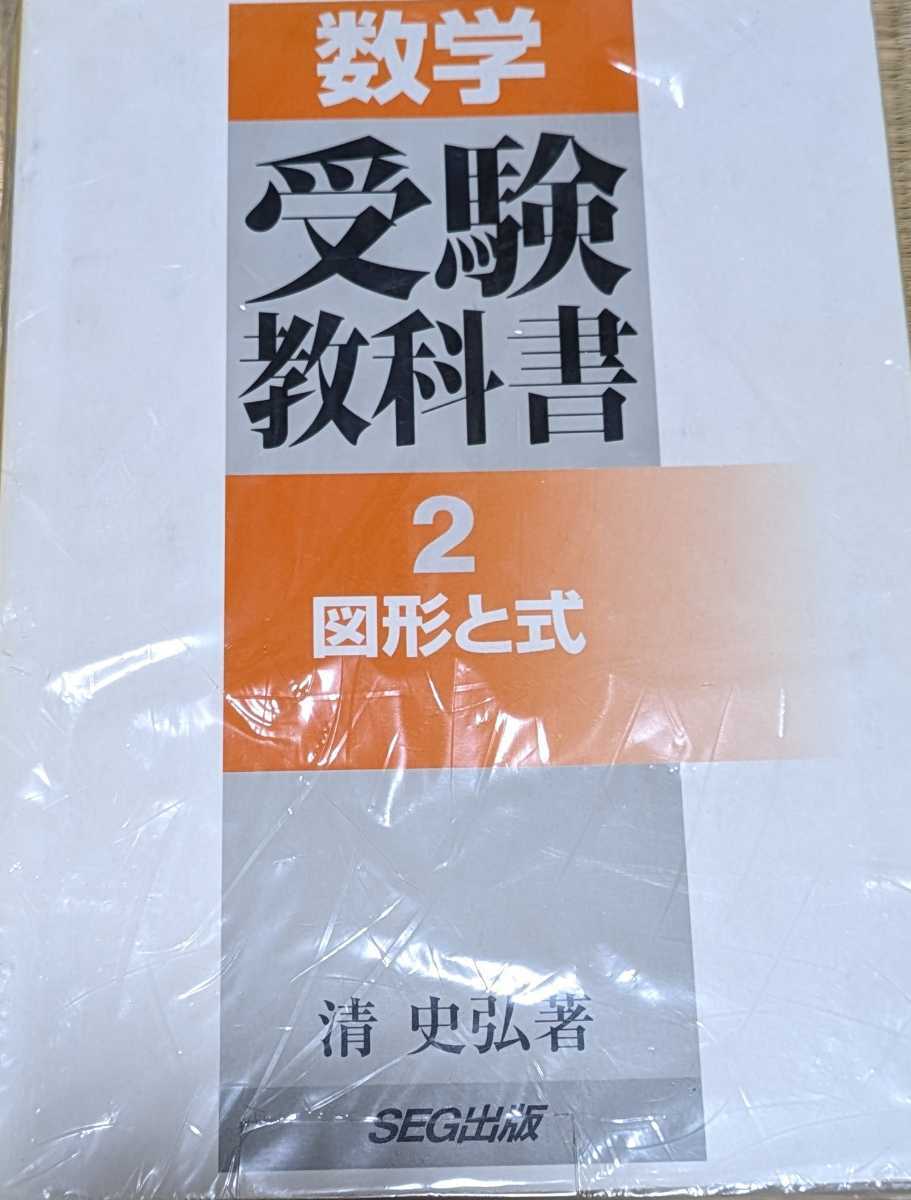 数学
受験
教科書
2
図形と式
清 史弘著
SEG出版